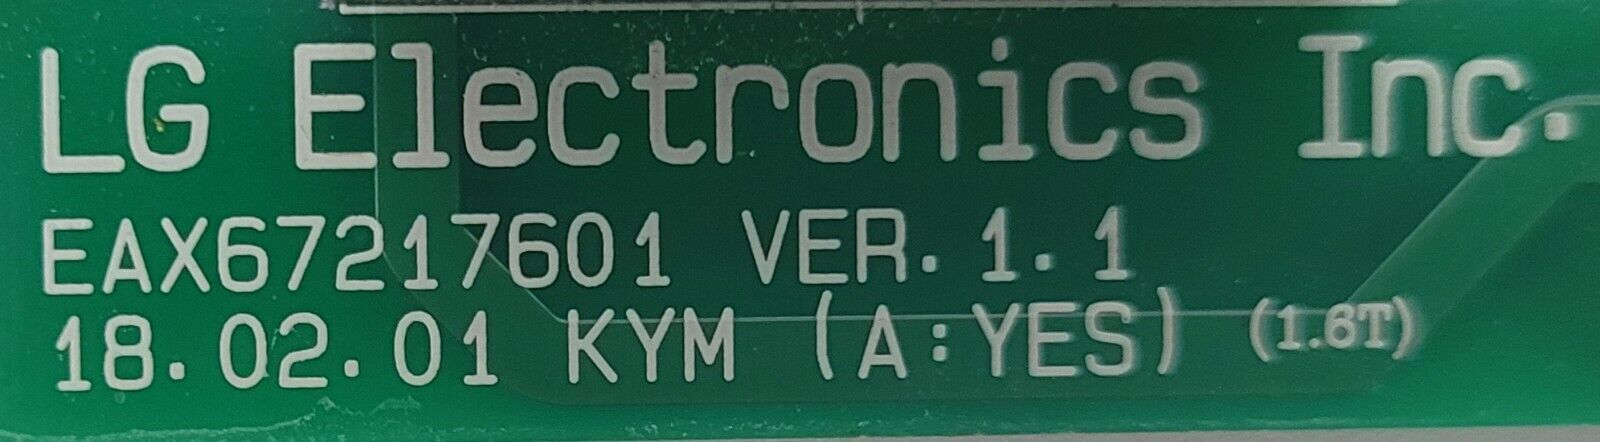 LG Electronics Inc.
EAX67217601 VER. 1.1
18.02.01 KYM (A:YES) (1.6T)